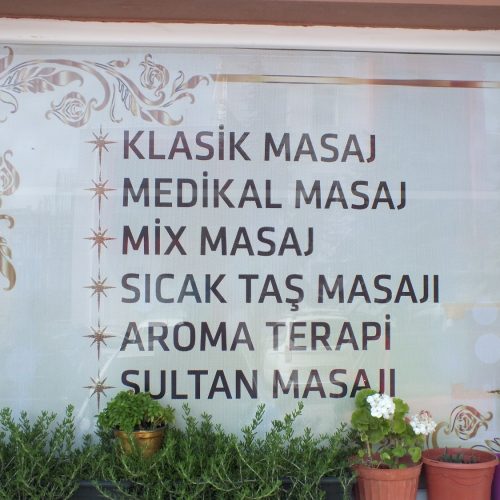 KLASİK MASAJ
MEDİKAL MASAJ
MİX MASAJ
SICAK TAŞ MASAJI
AROMA TERAPİ
SULTAN MASAJI